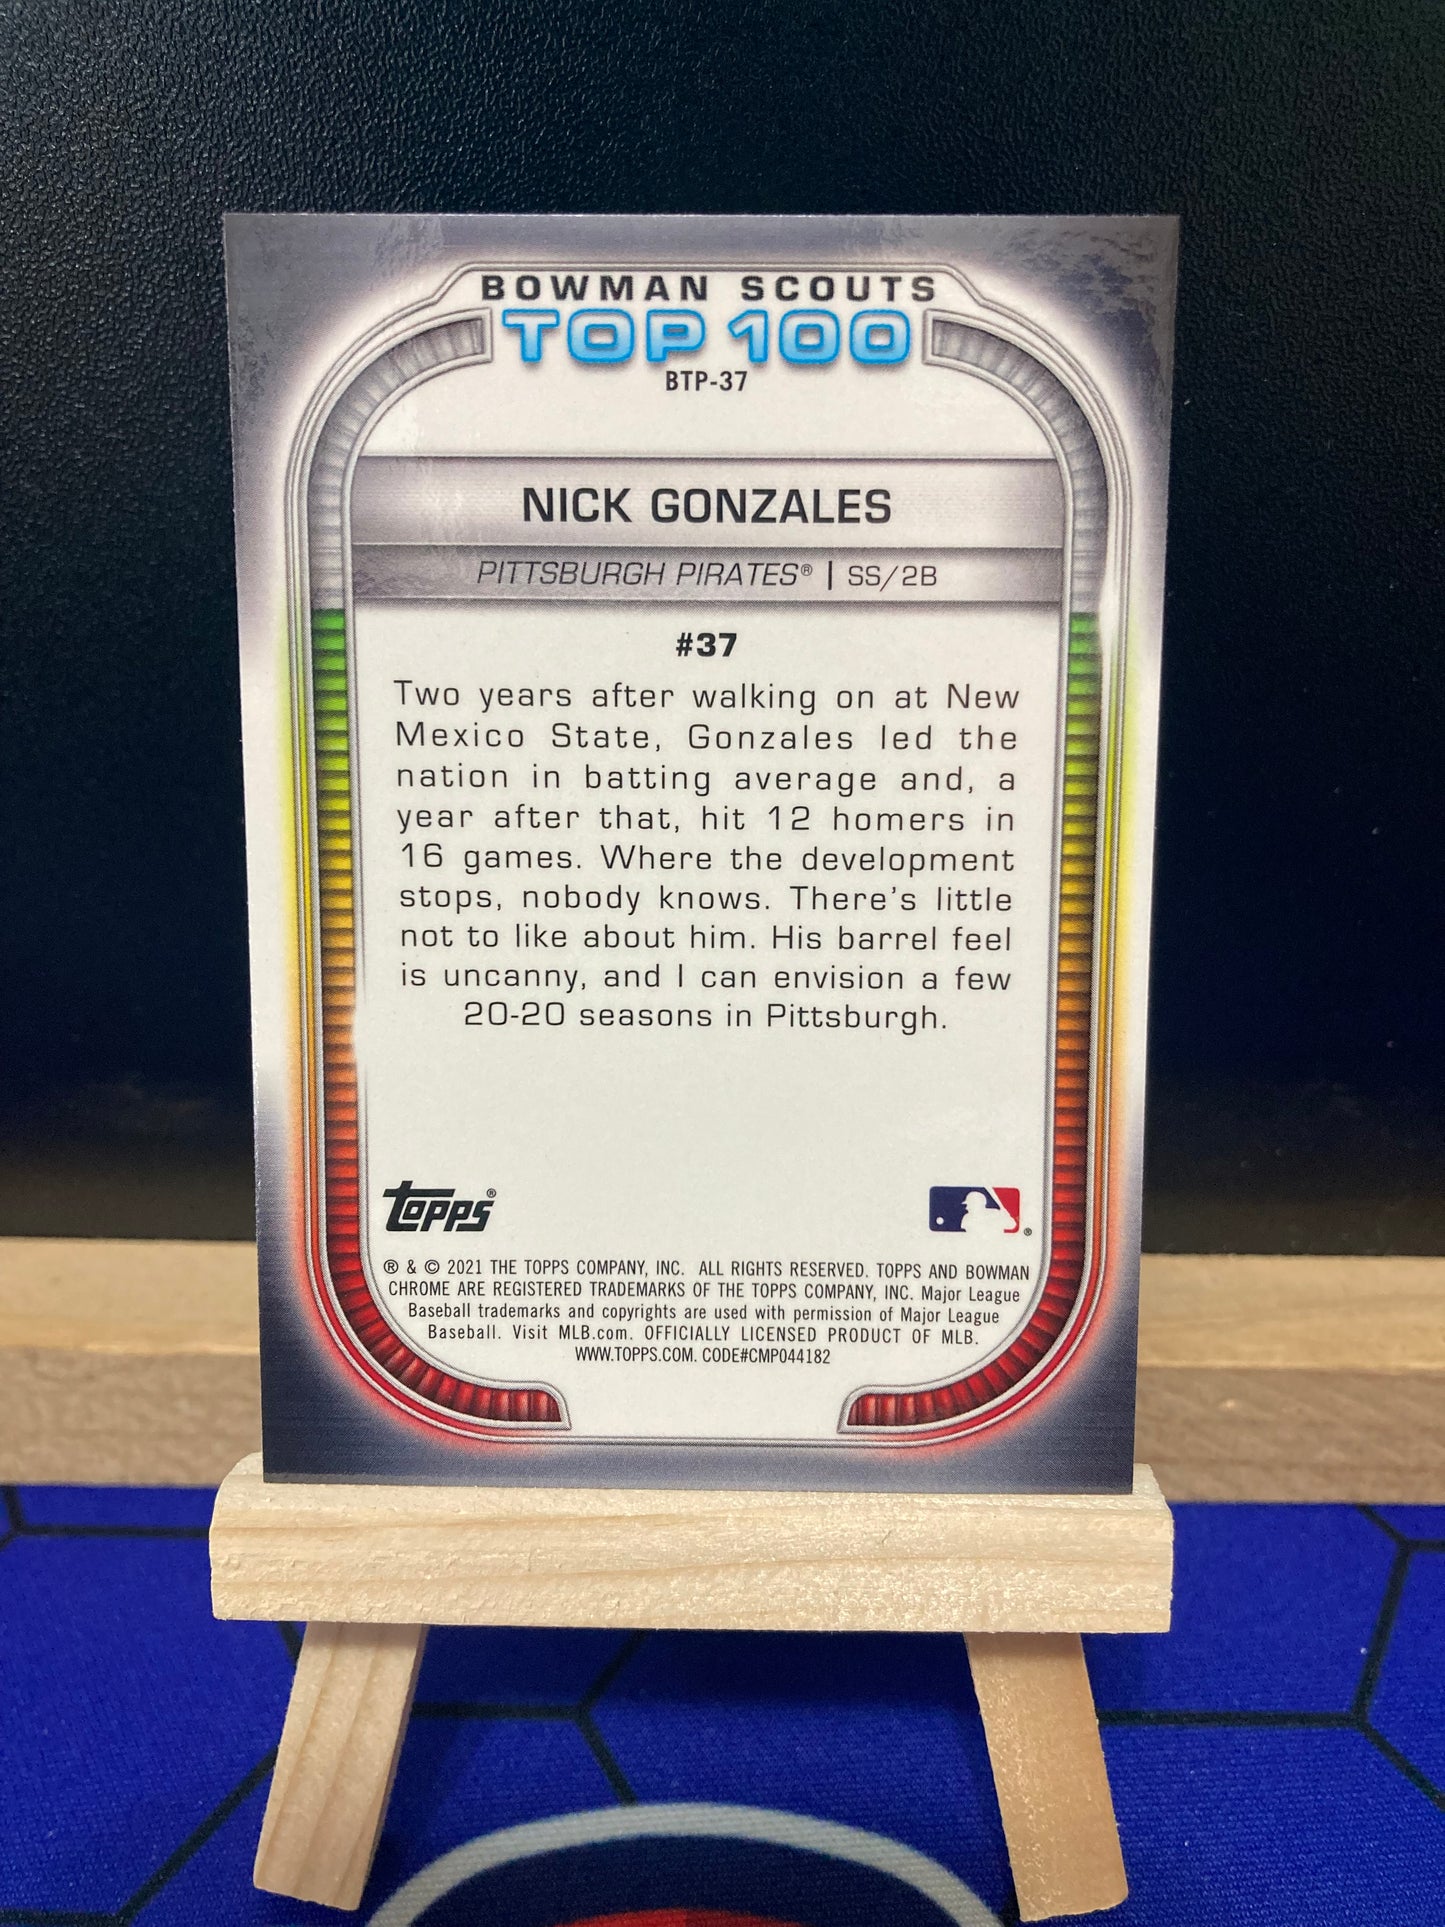 BOWMAN SCOUTS
TOP 100
BTP-37
NICK GONZALES
PITTSBURGH PIRATES® | SS/2B
#37
Two years after walking on at New
Mexico State, Gonzales led the
nation in batting average and, a
year after that, hit 12 homers in
16 games. Where the development
stops, nobody knows. There's little
not to like about him. His barrel feel
is uncanny, and I can envision a few
20-20 seasons in Pittsburgh.
Topps®
®
® & © 2021 THE TOPPS COMPANY, INC. ALL RIGHTS RESERVED. TOPPS AND BOWMAN
CHROME ARE REGISTERED TRADEMARKS OF THE TOPPS COMPANY, INC. Major League
Baseball trademarks and copyrights are used with permission of Major League
Baseball. Visit MLB.com. OFFICIALLY LICENSED PRODUCT OF MLB.
WWW.TOPPS.COM. CODE#CMP044182